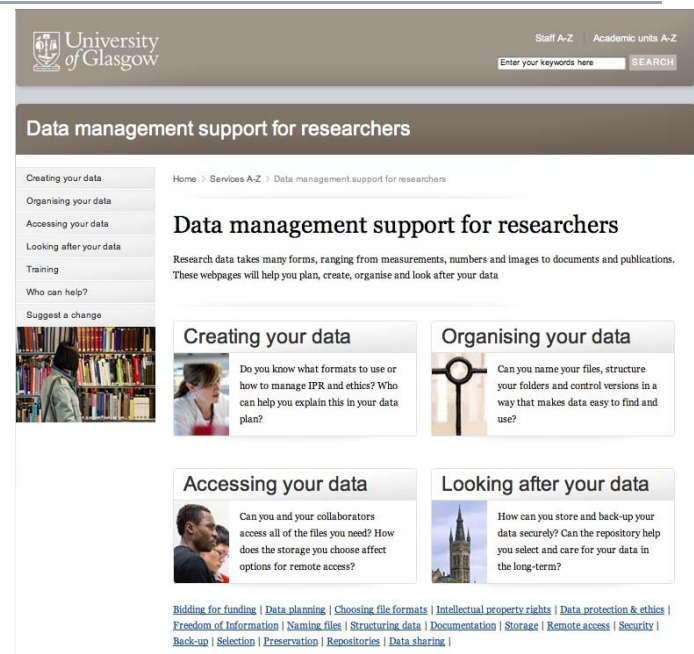 University
of Glasgow
Staff A-Z
Academic units A-Z
Enter your keywords here
SEARCH
Data management support for researchers
Creating your data
Organising your data
Accessing your data
Looking after your data
Training
Who can help?
Suggest a change
Home > Services A-Z > Data management support for researchers
Data management support for researchers
Research data takes many forms, ranging from measurements, numbers and images to documents and publications.
These webpages will help you plan, create, organise and look after your data
Creating your data
Do you know what formats to use or
how to manage IPR and ethics? Who
can help you explain this in your data
plan?
Organising your data
Can you name your files, structure
your folders and control versions in a
way that makes data easy to find and
use?
Accessing your data
Can you and your collaborators
access all of the files you need? How
does the storage you choose affect
options for remote access?
Looking after your data
How can you store and back-up your
data securely? Can the repository help
you select and care for your data in
the long-term?
Bidding for funding | Data planning | Choosing file formats | Intellectual property rights | Data protection & ethics |
Freedom of Information | Naming files | Structuring data | Documentation | Storage | Remote access | Security |
Back-up | Selection | Preservation | Repositories | Data sharing |